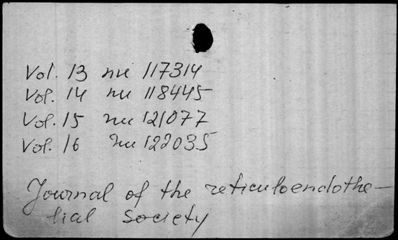 Vol. 13 nu 117314
Vol. 14 nu 118445
Vol. 15 nu 121077
Vol. 16 nu 122035
Journal of the reticuloendothe-
lial society